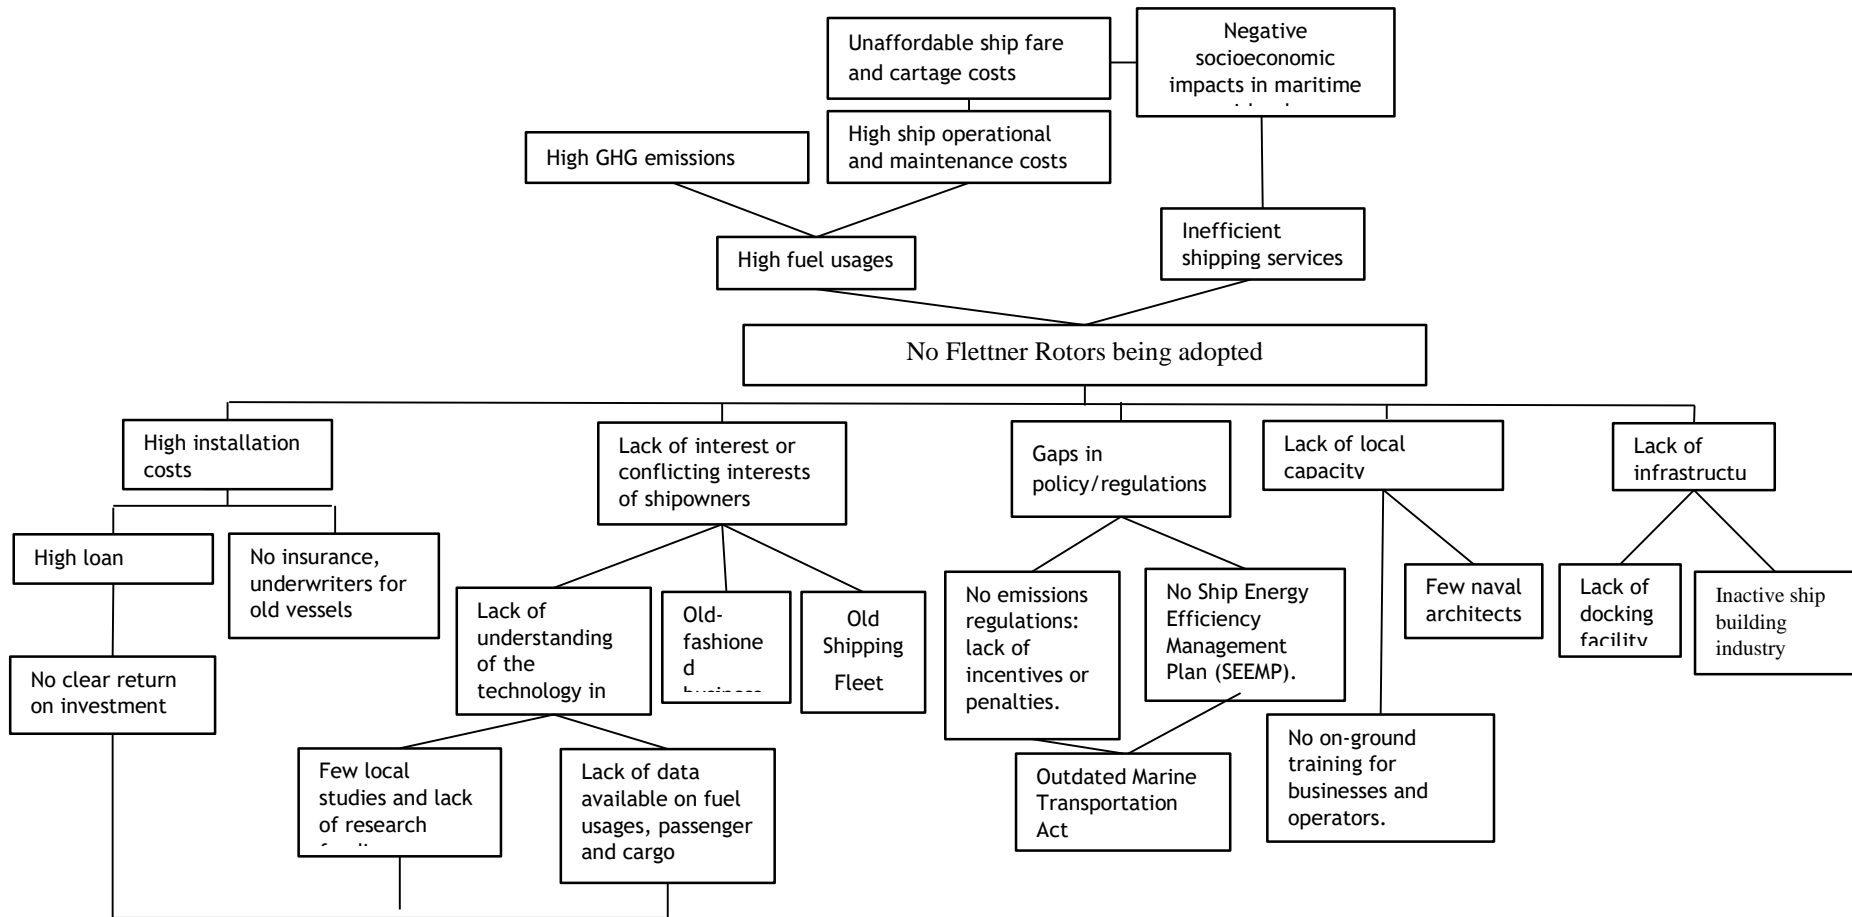 Unaffordable ship fare
and cartage costs
Negative
socioeconomic
impacts in maritime
High GHG emissions
High ship operational
and maintenance costs
High fuel usages
Inefficient
shipping services
No Flettner Rotors being adopted
High installation
costs
Lack of interest or
conflicting interests
of shipowners
Gaps in
policy/regulations
Lack of local
capacity
Lack of
infrastructu
High loan
No insurance,
underwriters for
old vessels
No clear return
on investment
Lack of
understanding
of the
technology in
Old-
fashione
d
business
Old
Shipping
Fleet
No emissions
regulations:
lack of
incentives or
penalties.
No Ship Energy
Efficiency
Management
Plan (SEEMP).
Few naval
architects
Lack of
docking
facility
Inactive ship
building
industry
Few local
studies and lack
of research
Lack of data
available on fuel
usages, passenger
and cargo
Outdated Marine
Transportation
Act
No on-ground
training for
businesses and
operators.